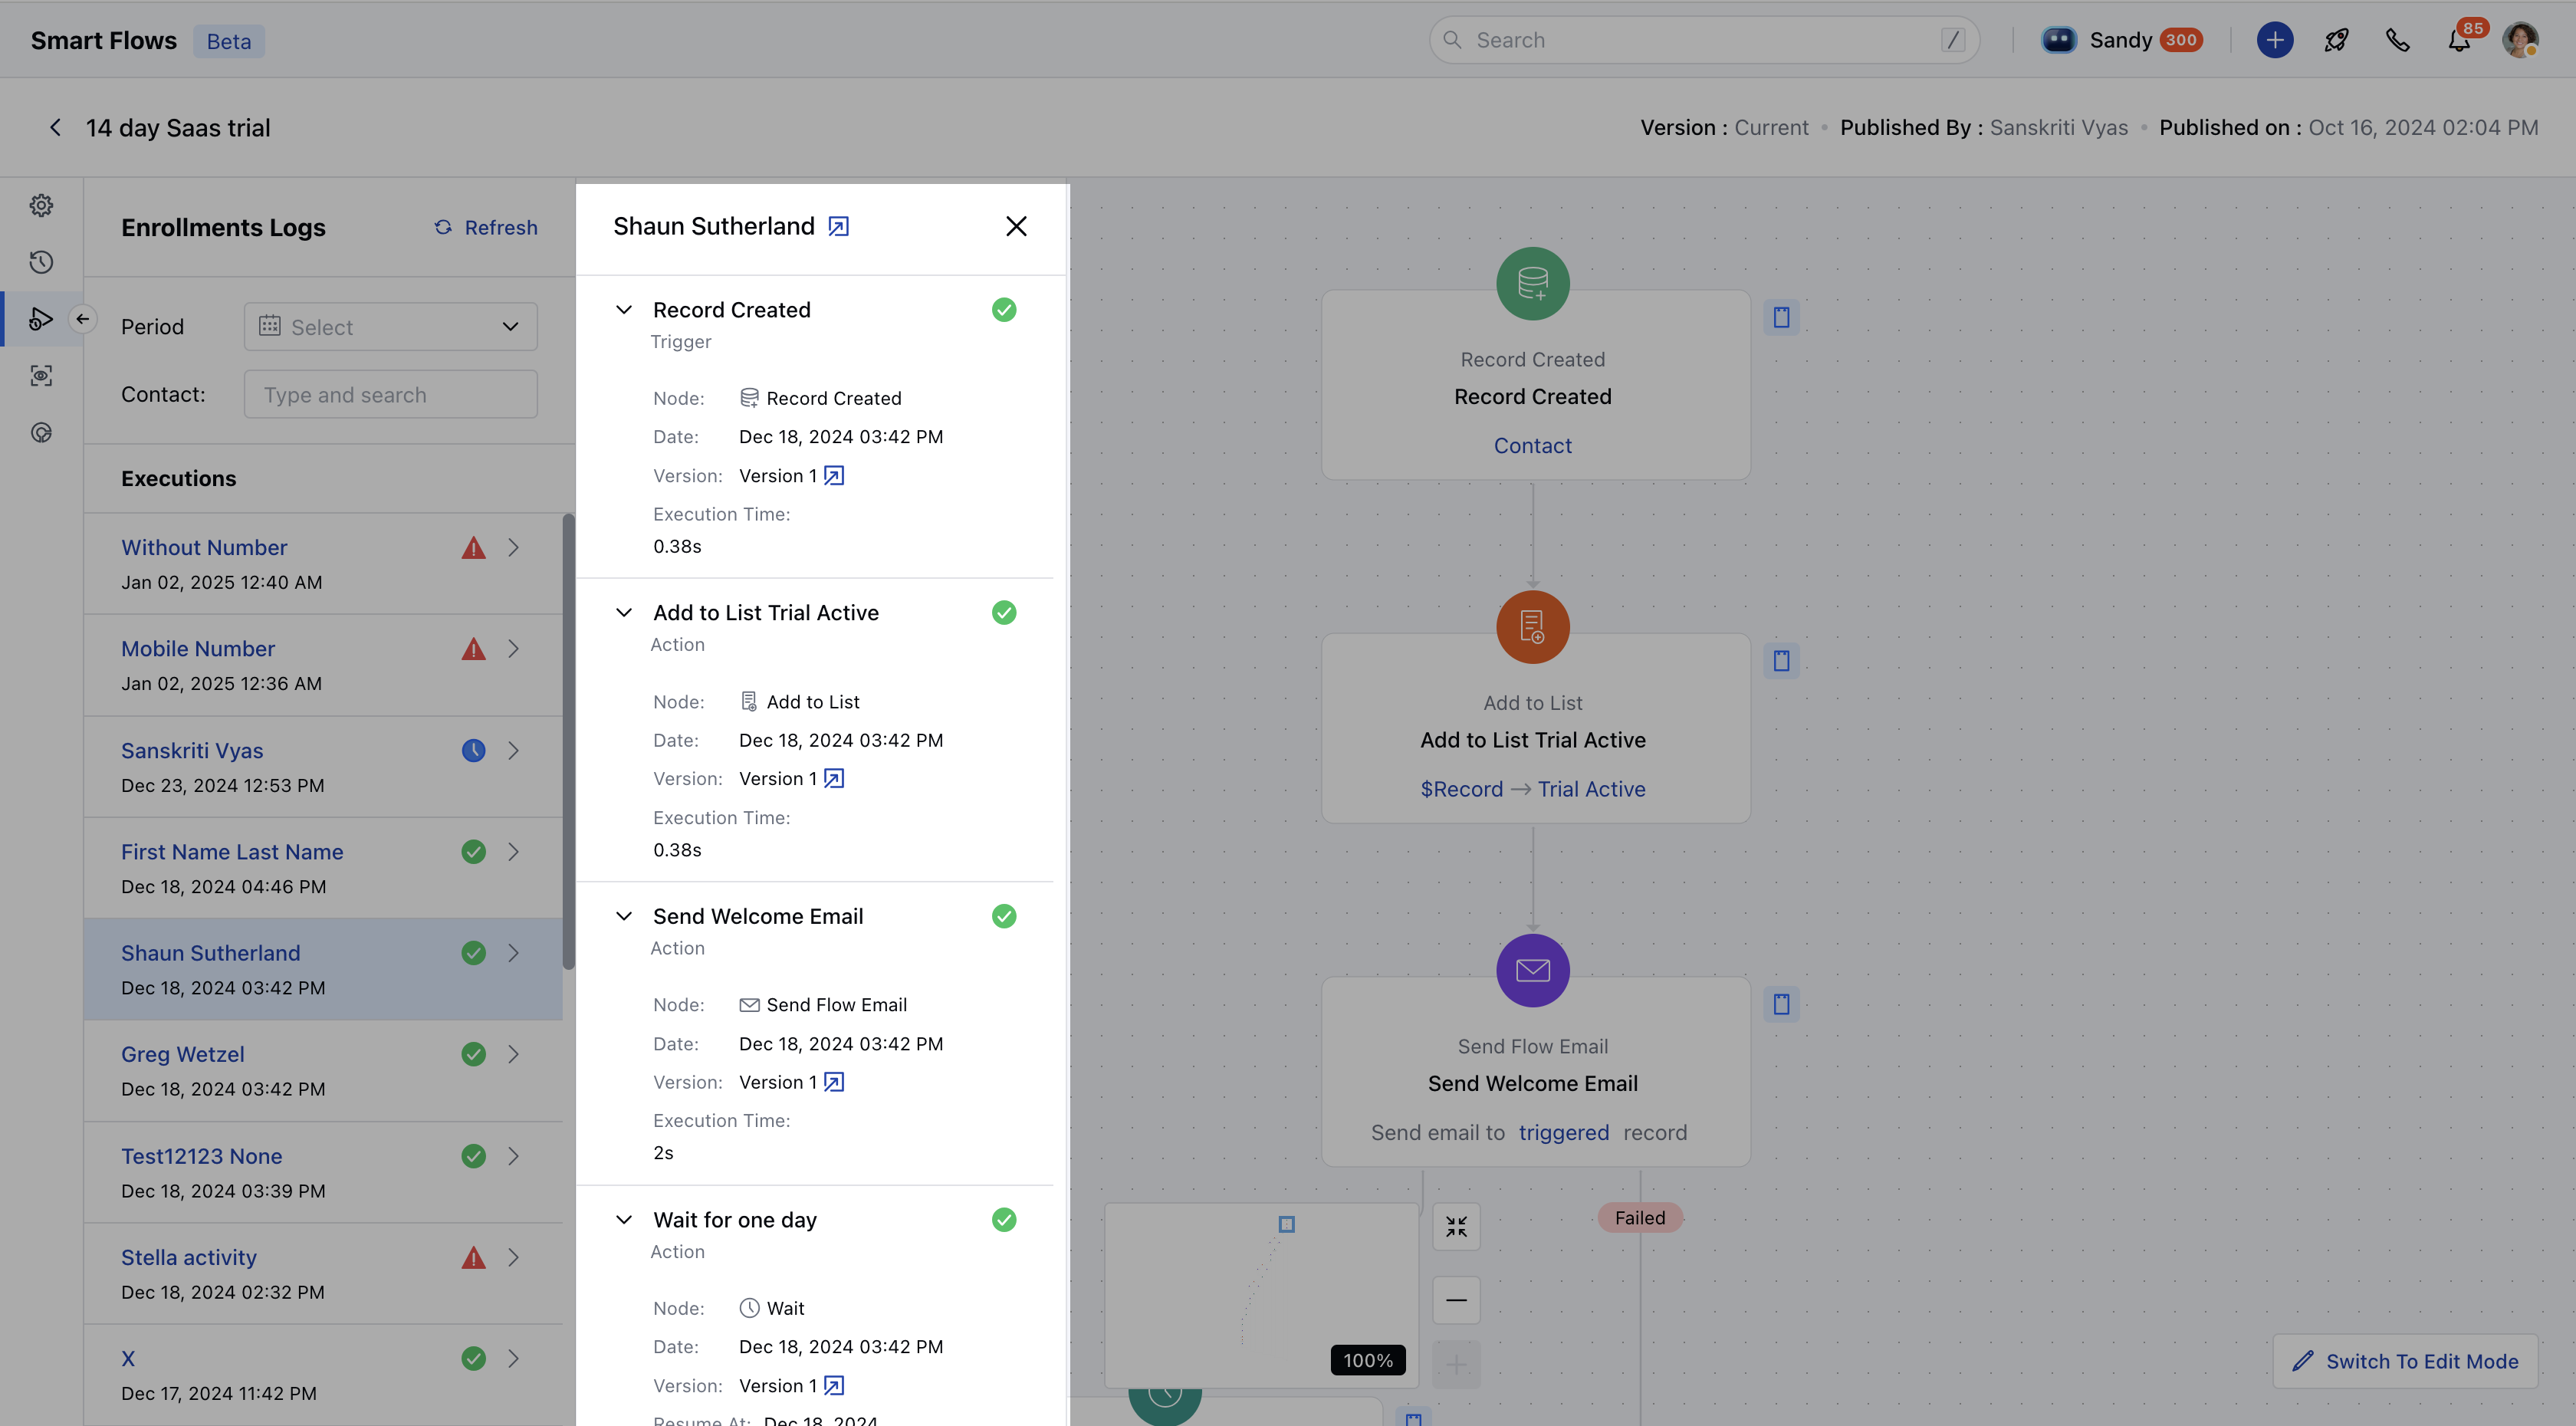 Smart Flows Beta
Search /
Sandy 300
85
14 day Saas trial
Version : Current • Published By : Sanskriti Vyas • Published on : Oct 16, 2024 02:04 PM
Enrollments Logs Refresh
Period Select
Contact: Type and search
Executions
Without Number
Jan 02, 2025 12:40 AM
Mobile Number
Jan 02, 2025 12:36 AM
Sanskriti Vyas
Dec 23, 2024 12:53 PM
First Name Last Name
Dec 18, 2024 04:46 PM
Shaun Sutherland
Dec 18, 2024 03:42 PM
Greg Wetzel
Dec 18, 2024 03:42 PM
Test12123 None
Dec 18, 2024 03:39 PM
Stella activity
Dec 18, 2024 02:32 PM
X
Dec 17, 2024 11:42 PM
Shaun Sutherland
Record Created
Trigger
Node: Record Created
Date: Dec 18, 2024 03:42 PM
Version: Version 1
Execution Time:
0.38s
Add to List Trial Active
Action
Node: Add to List
Date: Dec 18, 2024 03:42 PM
Version: Version 1
Execution Time:
0.38s
Send Welcome Email
Action
Node: Send Flow Email
Date: Dec 18, 2024 03:42 PM
Version: Version 1
Execution Time:
2s
Wait for one day
Action
Node: Wait
Date: Dec 18, 2024 03:42 PM
Version: Version 1
Resume At: Dec 18, 2024
Record Created
Record Created
Contact
Add to List
Add to List Trial Active
$Record → Trial Active
Send Flow Email
Send Welcome Email
Send email to triggered record
Failed
100%
Switch To Edit Mode